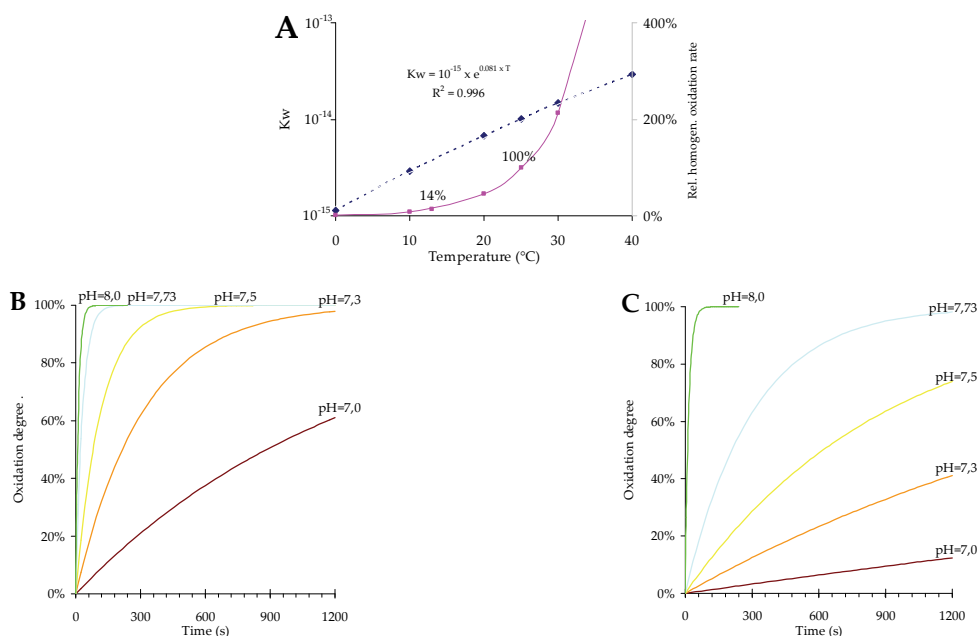 A
10-13
400%
Kw = 10-15 x e0.081 x T
R2 = 0.996
Kw
10-14
200%
Rel. homogen. oxidation rate
100%
14%
10-15
0%
0 10 20 30 40
Temperature (°C)
B
pH=8,0 pH=7,73 pH=7,5 pH=7,3
100%
80%
60%
40%
20%
0%
pH=7,0
Oxidation degree .
0 300 600 900 1200
Time (s)
C
pH=8,0
pH=7,73
pH=7,5
pH=7,3
pH=7,0
100%
80%
60%
40%
20%
0%
Oxidation degree
0 300 600 900 1200
Time (s)